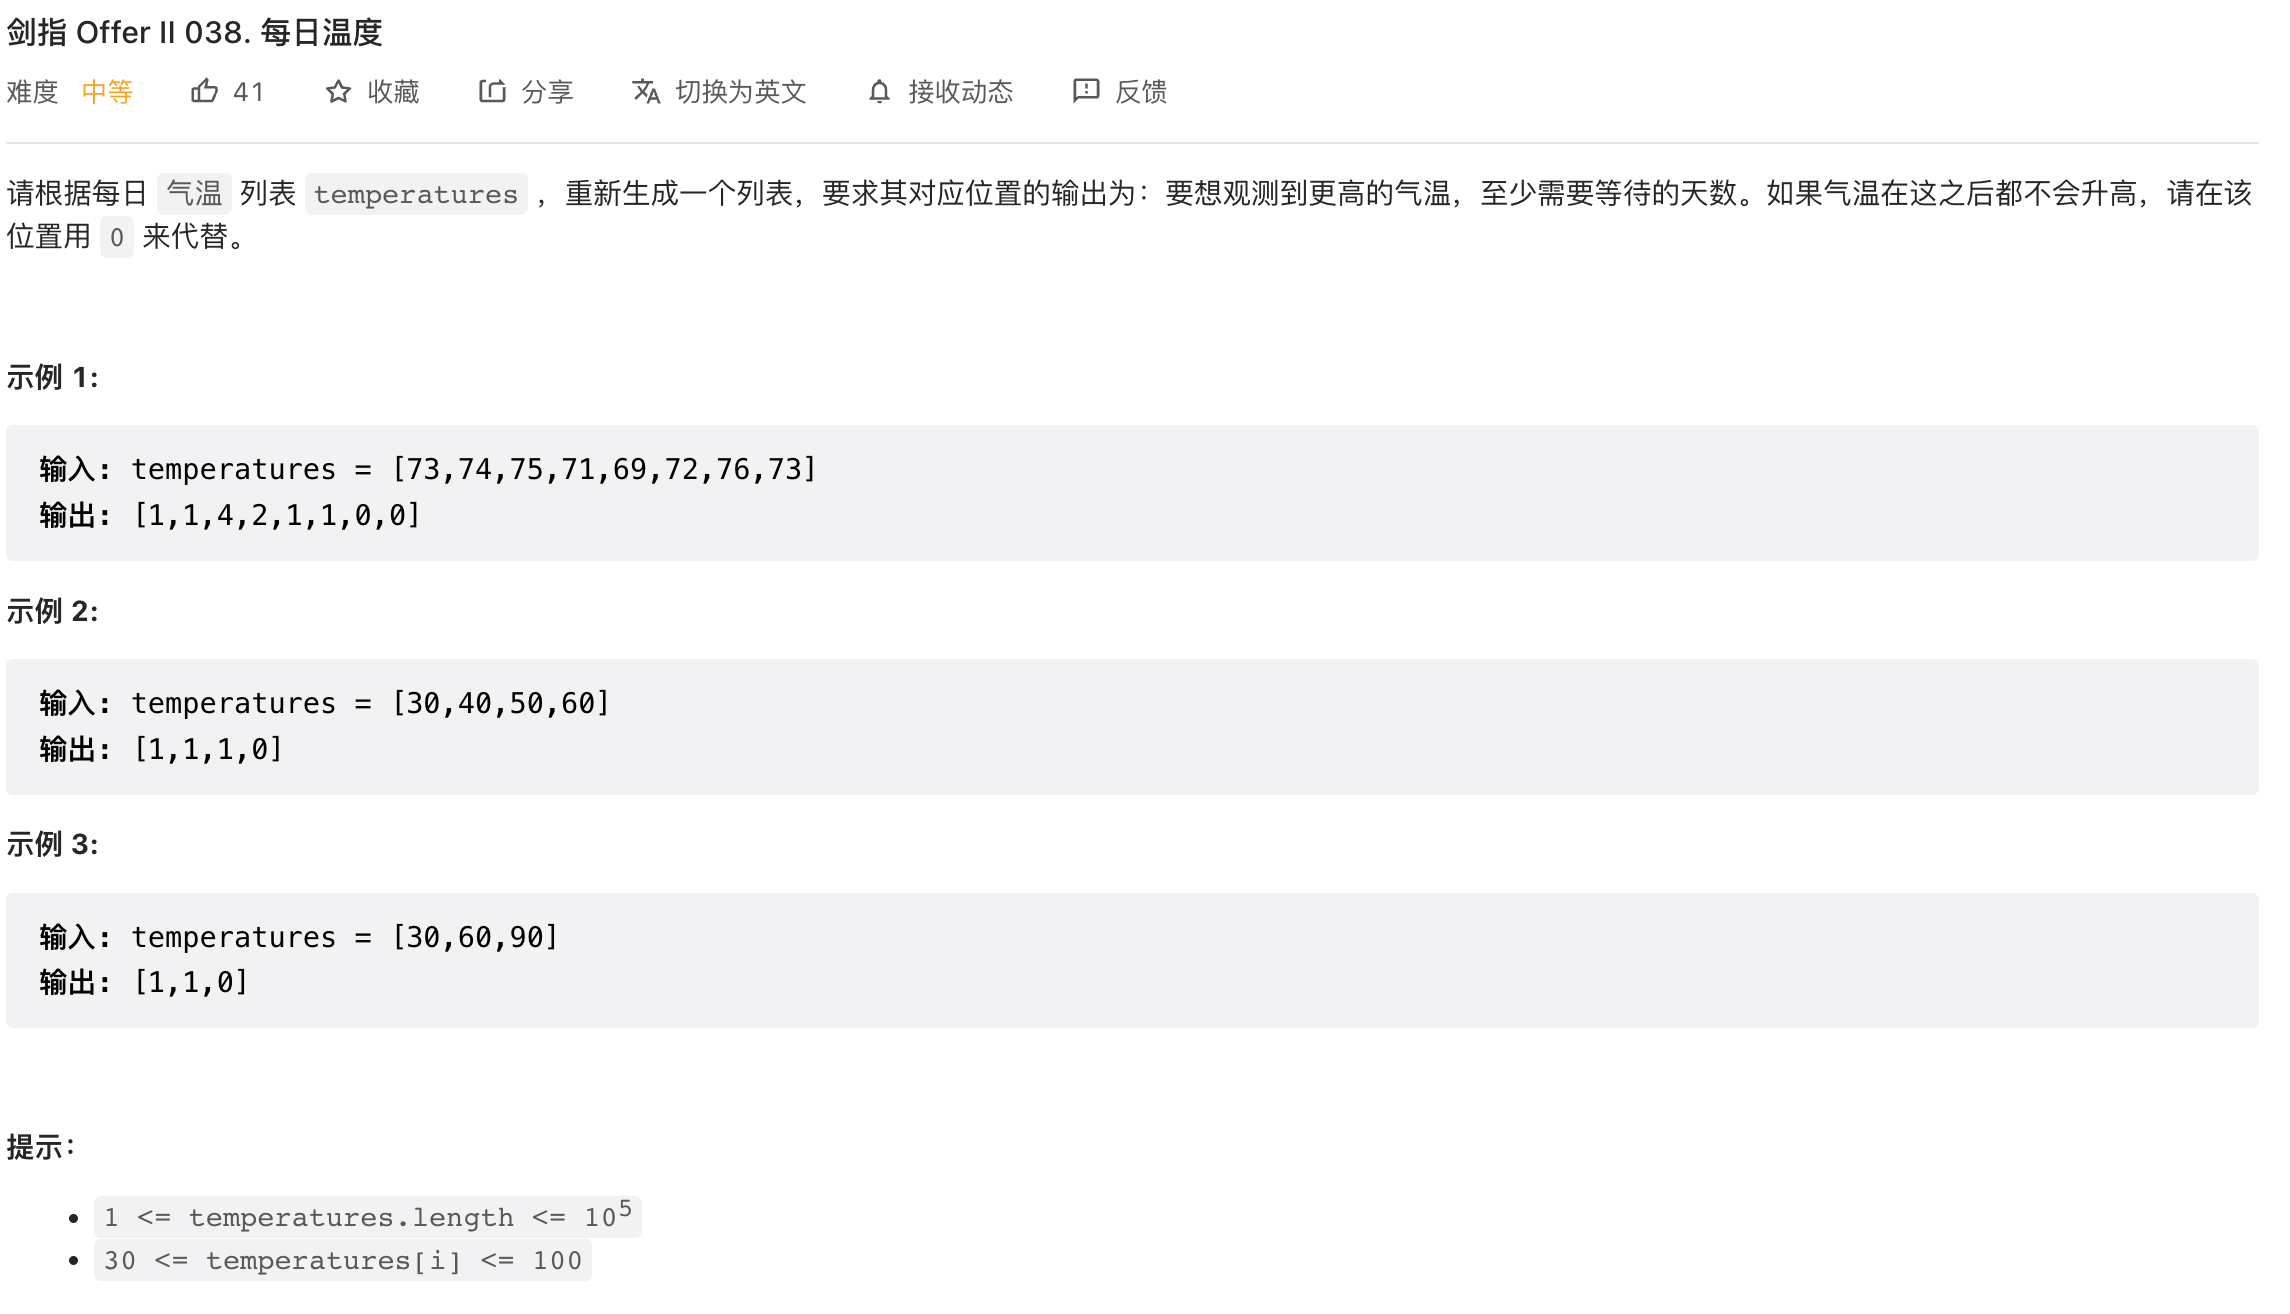 剑指 Offer II 038. 每日温度
难度 中等 41 收藏 分享 切换为英文 接收动态 反馈
请根据每日 气温 列表 temperatures ，重新生成一个列表，要求其对应位置的输出为：要想观测到更高的气温，至少需要等待的天数。如果气温在这之后都不会升高，请在该
位置用 0 来代替。
示例 1:
输入: temperatures = [73,74,75,71,69,72,76,73]
输出: [1,1,4,2,1,1,0,0]
示例 2:
输入: temperatures = [30,40,50,60]
输出: [1,1,1,0]
示例 3:
输入: temperatures = [30,60,90]
输出: [1,1,0]
提示：
1 <= temperatures.length <= 10⁵
30 <= temperatures[i] <= 100